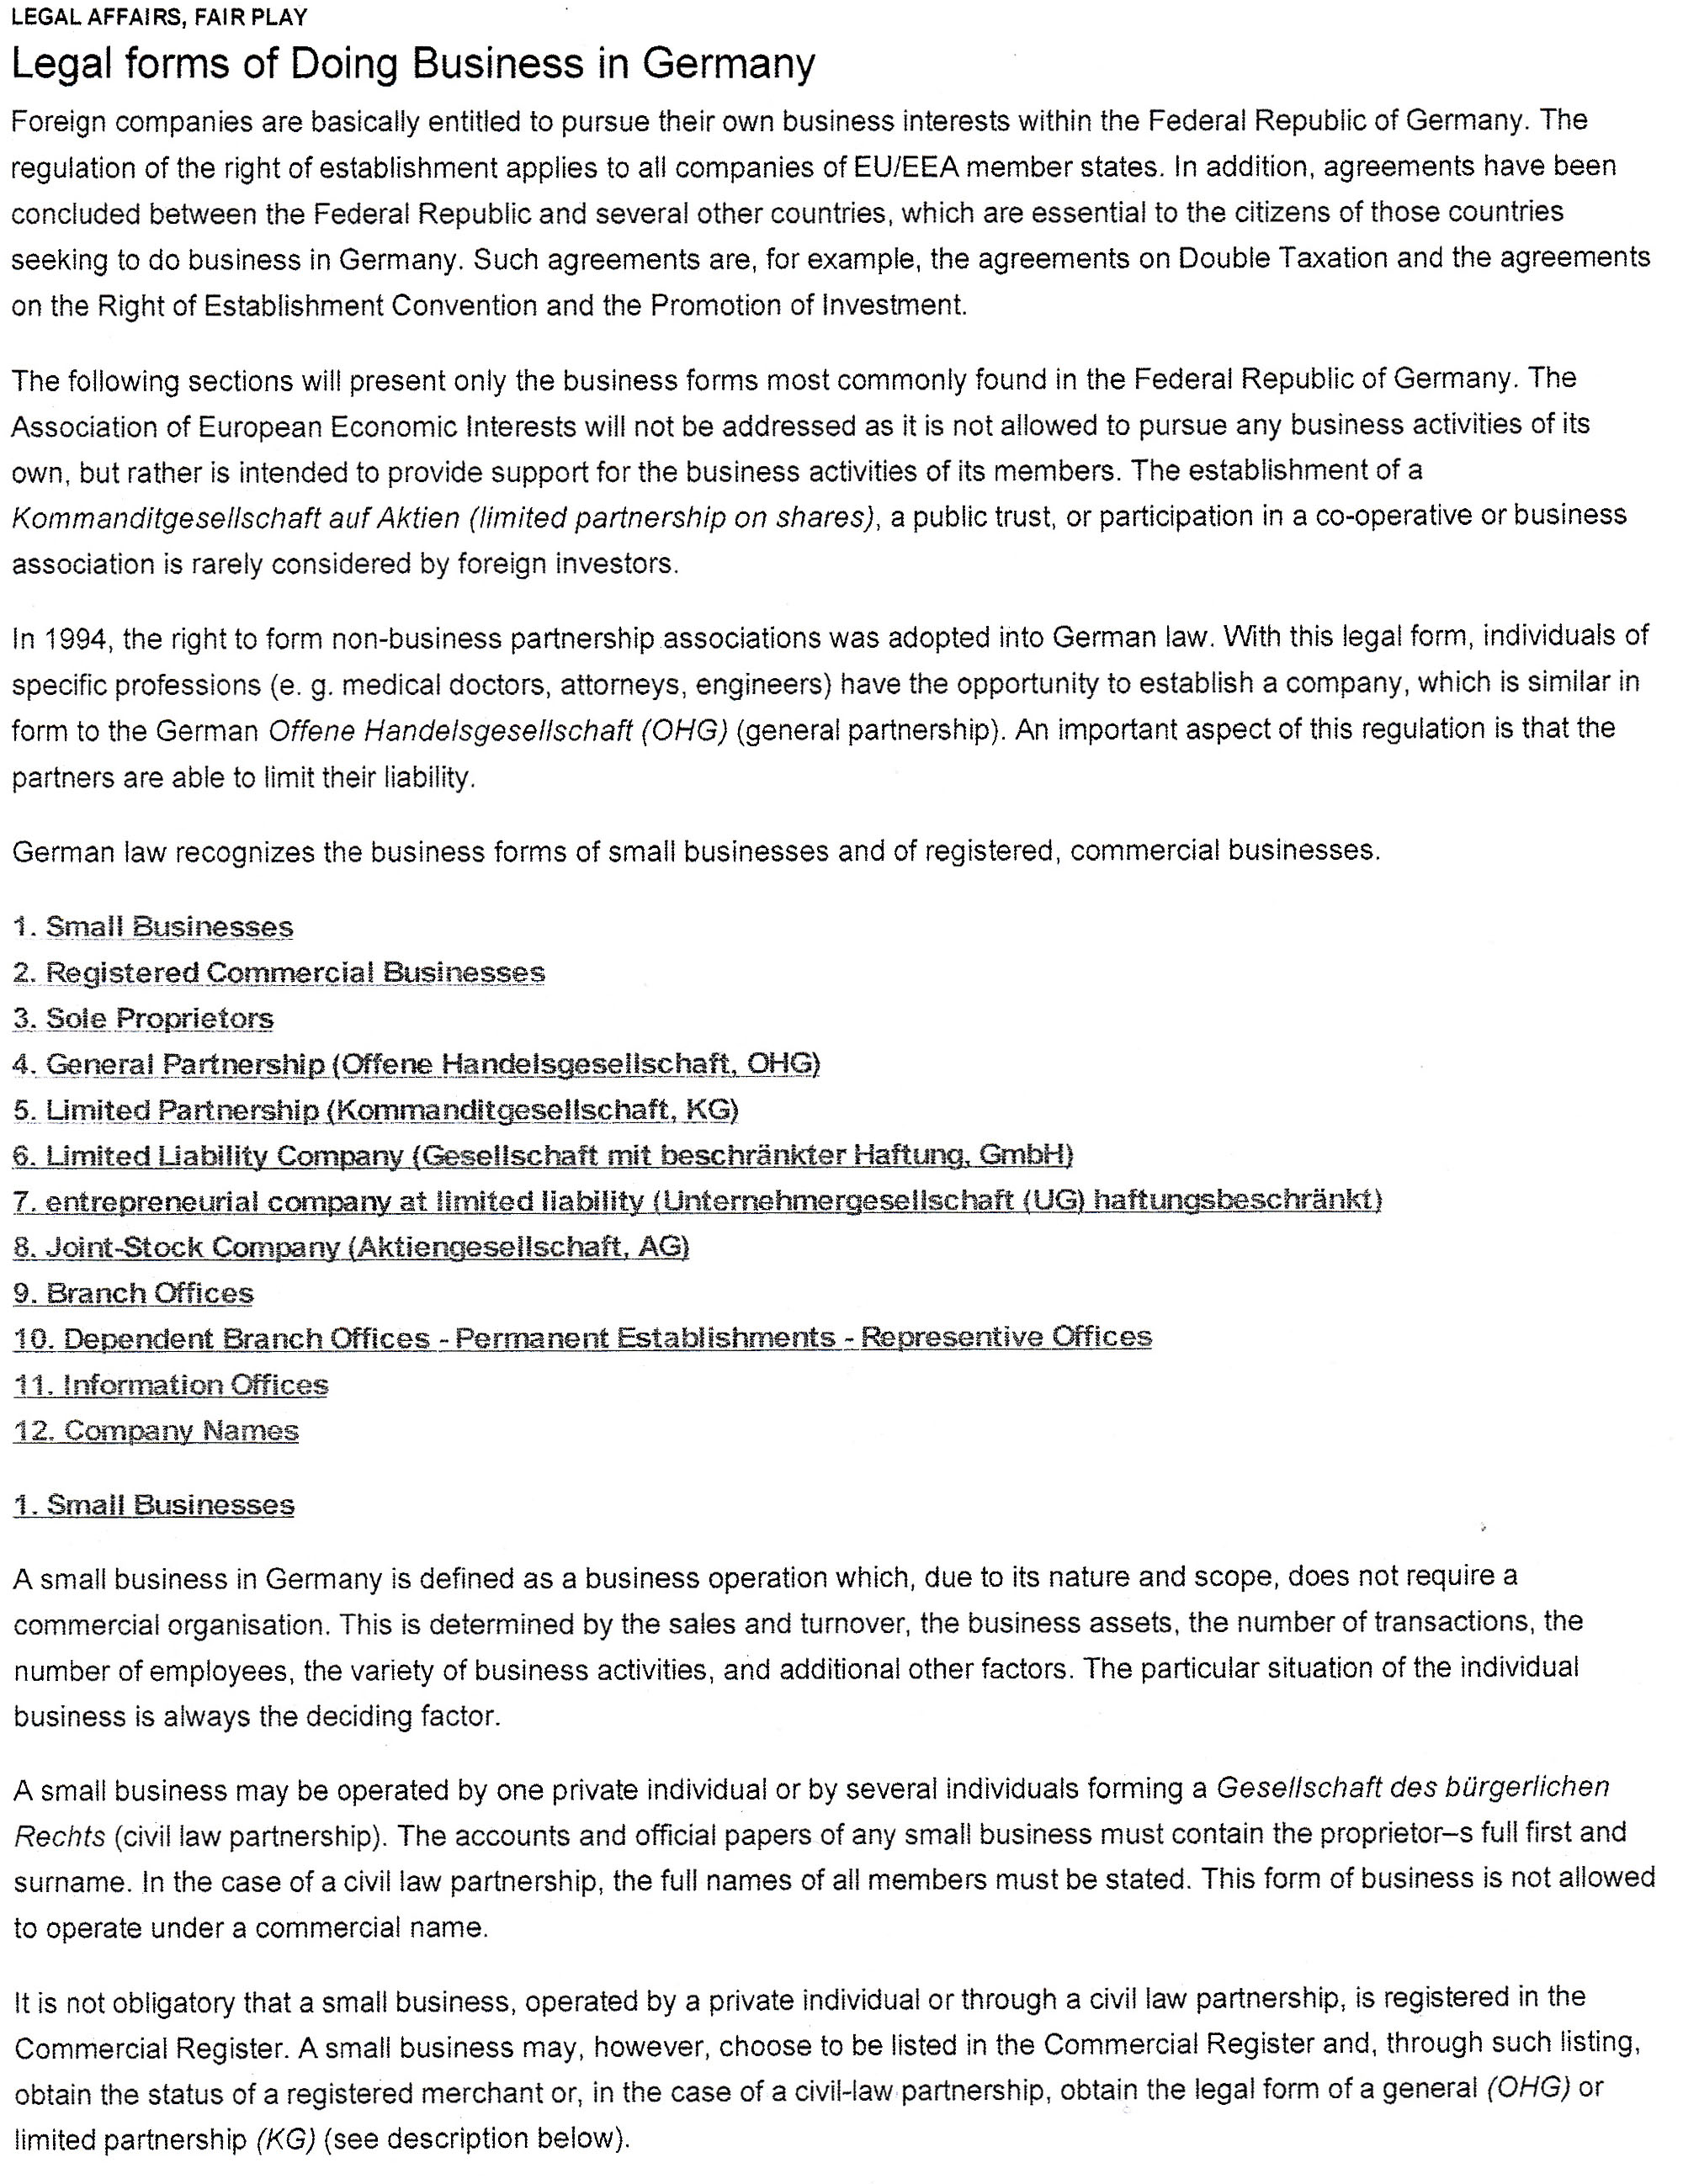 LEGAL AFFAIRS, FAIR PLAY
Legal forms of Doing Business in Germany
Foreign companies are basically entitled to pursue their own business interests within the Federal Republic of Germany. The
regulation of the right of establishment applies to all companies of EU/EEA member states. In addition, agreements have been
concluded between the Federal Republic and several other countries, which are essential to the citizens of those countries
seeking to do business in Germany. Such agreements are, for example, the agreements on Double Taxation and the agreements
on the Right of Establishment Convention and the Promotion of Investment.
The following sections will present only the business forms most commonly found in the Federal Republic of Germany. The
Association of European Economic Interests will not be addressed as it is not allowed to pursue any business activities of its
own, but rather is intended to provide support for the business activities of its members. The establishment of a
Kommanditgesellschaft auf Aktien (limited partnership on shares), a public trust, or participation in a co-operative or business
association is rarely considered by foreign investors.
In 1994, the right to form non-business partnership associations was adopted into German law. With this legal form, individuals of
specific professions (e. g. medical doctors, attorneys, engineers) have the opportunity to establish a company, which is similar in
form to the German Offene Handelsgesellschaft (OHG) (general partnership). An important aspect of this regulation is that the
partners are able to limit their liability.
German law recognizes the business forms of small businesses and of registered, commercial businesses.
1. Small Businesses
2. Registered Commercial Businesses
3. Sole Proprietors
4. General Partnership (Offene Handelsgesellschaft, OHG)
5. Limited Partnership (Kommanditgesellschaft, KG)
6. Limited Liability Company (Gesellschaft mit beschränkter Haftung, GmbH)
7. entrepreneurial company at limited liability (Unternehmergesellschaft (UG) haftungsbeschränkt)
8. Joint-Stock Company (Aktiengesellschaft, AG)
9. Branch Offices
10. Dependent Branch Offices - Permanent Establishments - Representive Offices
11. Information Offices
12. Company Names
1. Small Businesses
A small business in Germany is defined as a business operation which, due to its nature and scope, does not require a
commercial organisation. This is determined by the sales and turnover, the business assets, the number of transactions, the
number of employees, the variety of business activities, and additional other factors. The particular situation of the individual
business is always the deciding factor.
A small business may be operated by one private individual or by several individuals forming a Gesellschaft des bürgerlichen
Rechts (civil law partnership). The accounts and official papers of any small business must contain the proprietor–s full first and
surname. In the case of a civil law partnership, the full names of all members must be stated. This form of business is not allowed
to operate under a commercial name.
It is not obligatory that a small business, operated by a private individual or through a civil law partnership, is registered in the
Commercial Register. A small business may, however, choose to be listed in the Commercial Register and, through such listing,
obtain the status of a registered merchant or, in the case of a civil-law partnership, obtain the legal form of a general (OHG) or
limited partnership (KG) (see description below).